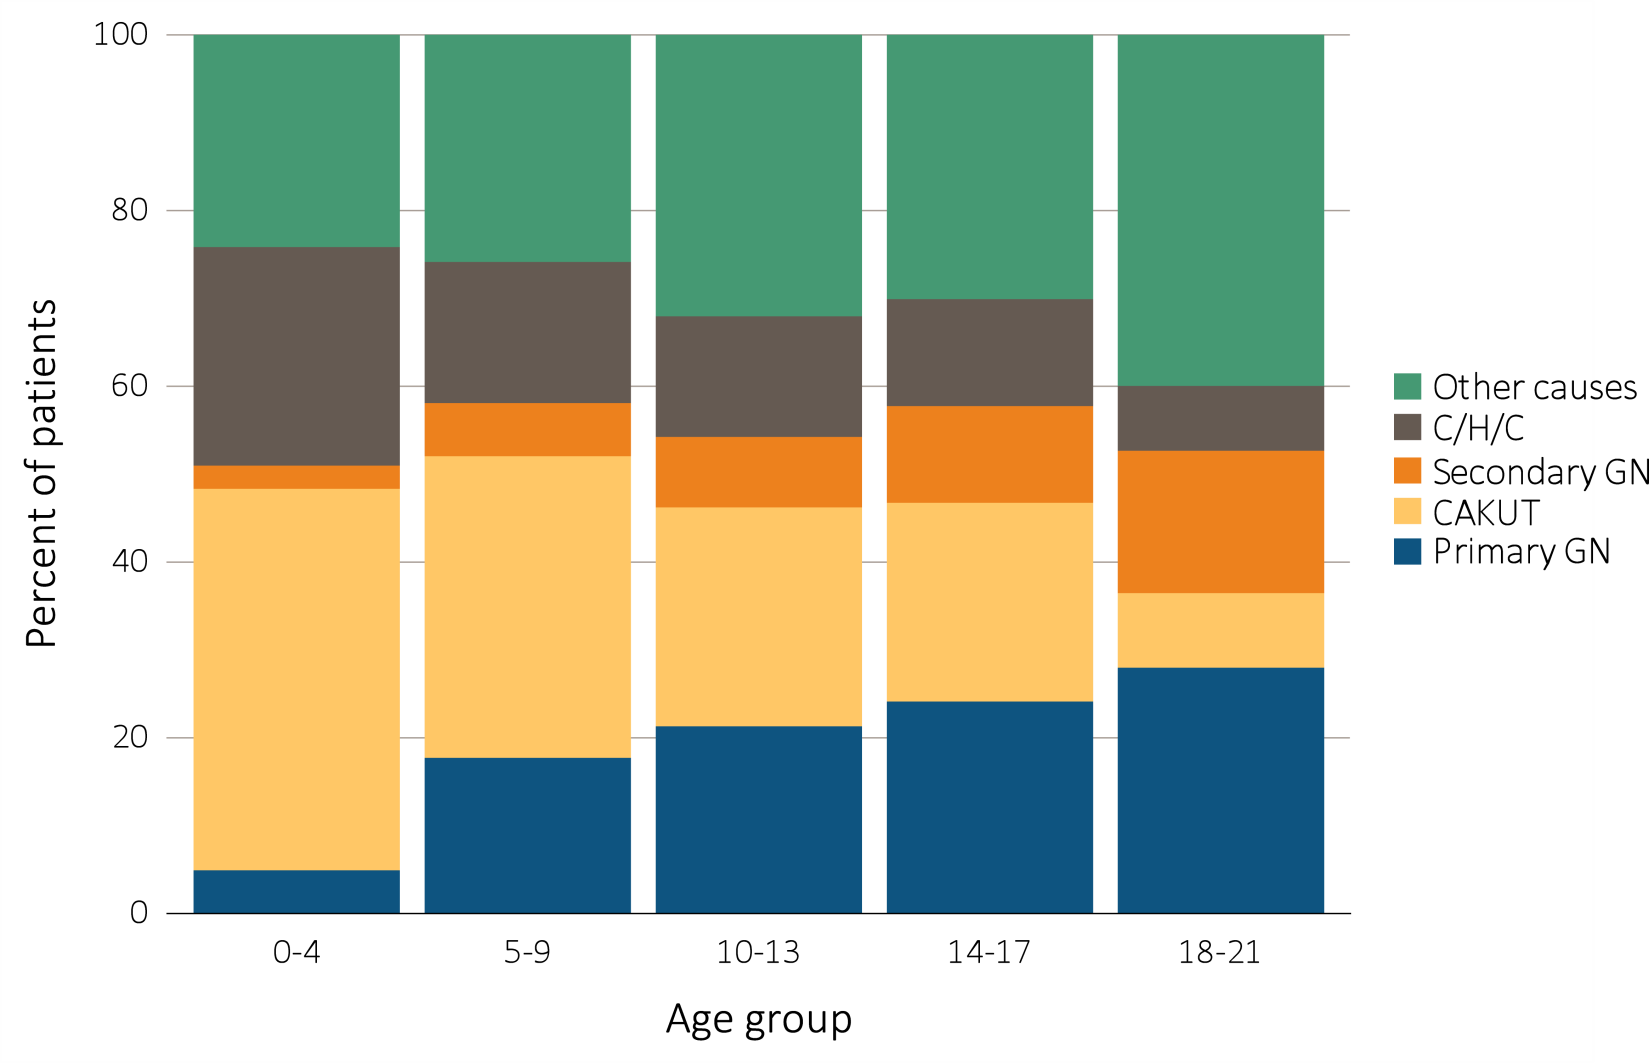 Percent of patients
100
80
60
40
20
0
0-4
5-9
10-13
14-17
18-21
Age group
Other causes
C/H/C
Secondary GN
CAKUT
Primary GN